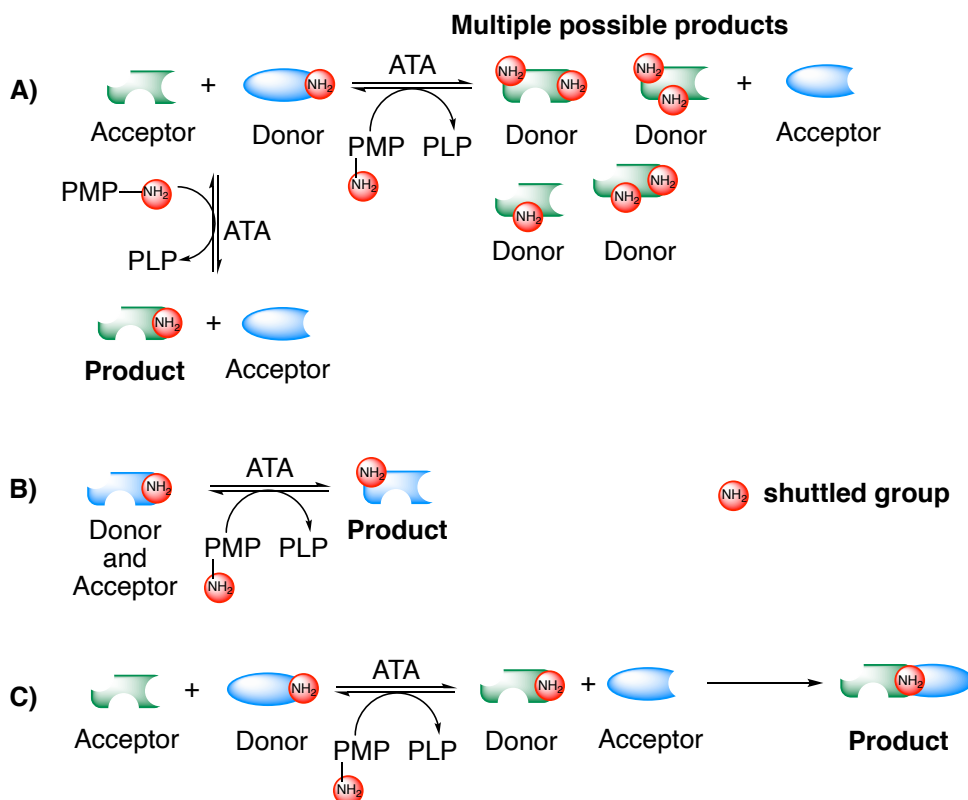 Multiple possible products
A)
+
NH2
ATA
NH2
NH2
NH2
NH2
+
Acceptor
Donor
PMP
PLP
Donor
Donor
Acceptor
NH2
PMP
NH2
ATA
PLP
NH2
NH2
NH2
Donor
Donor
NH2
+
Product
Acceptor
B)
NH2
ATA
NH2
NH2
shuttled group
Donor
and
Acceptor
PMP
PLP
Product
NH2
C)
+
NH2
ATA
NH2
+
NH2
Acceptor
Donor
PMP
PLP
Donor
Acceptor
Product
NH2